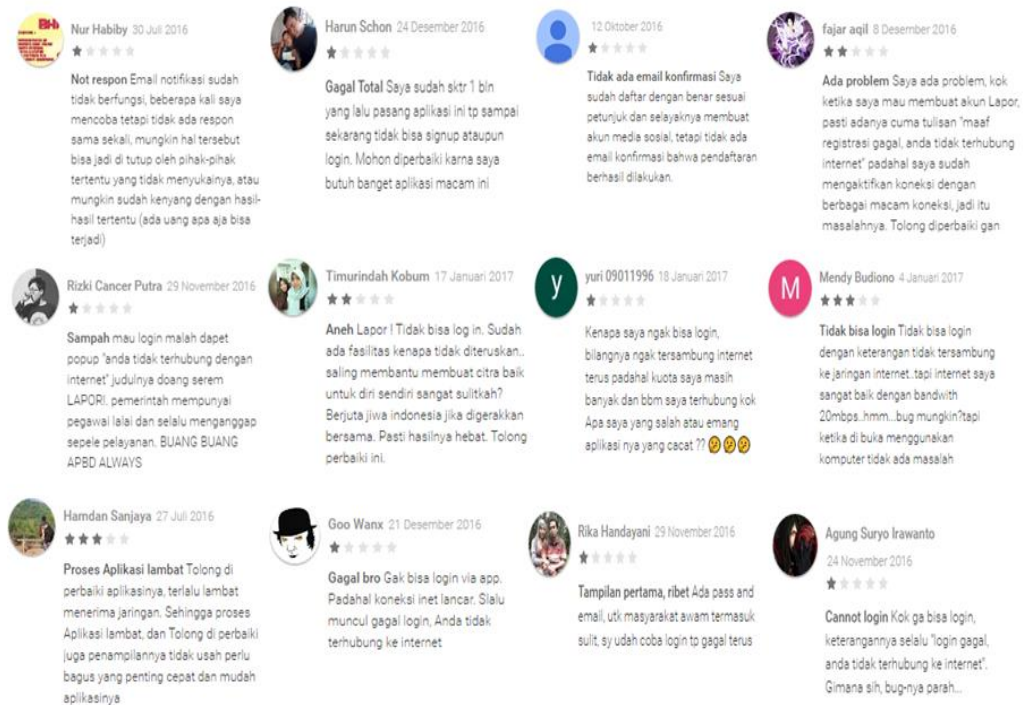 Nur Habiby 30 Juli 2016
Not respon Email notifikasi sudah
tidak berfungsi, beberapa kali saya
mencoba tetapi tidak ada respon
sama sekali, mungkin hal tersebut
bisa jadi di tutup oleh pihak-pihak
tertentu yang tidak menyukainya, atau
mungkin sudah kenyang dengan hasil-
hasil tertentu (ada uang apa aja bisa
terjadi)
Harun Schon 24 Desember 2016
Gagal Total Saya sudah sktr 1 bln
yang lalu pasang aplikasi ini tp sampai
sekarang tidak bisa signup ataupun
login. Mohon diperbaiki karna saya
butuh banget aplikasi macam ini
12 Oktober 2016
Tidak ada email konfirmasi Saya
sudah daftar dengan benar sesuai
petunjuk dan selayaknya membuat
akun media sosial, tetapi tidak ada
email konfirmasi bahwa pendaftaran
berhasil dilakukan.
fajar aqil 8 Desember 2016
Ada problem Saya ada problem, kok
ketika saya mau membuat akun Lapor,
pasti adanya cuma tulisan "maaf
registrasi gagal, anda tidak terhubung
internet" padahal saya sudah
mengaktifkan koneksi dengan
berbagai macam koneksi, jadi itu
masalahnya. Tolong diperbaiki gan
Rizki Cancer Putra 29 November 2016
Sampah mau login malah dapet
popup "anda tidak terhubung dengan
internet" judulnya doang serem
LAPOR!. pemerintah mempunyai
pegawai lalai dan selalu menganggap
sepele pelayanan. BUANG BUANG
APBD ALWAYS
Timurindah Kobum 17 Januari 2017
Aneh Lapor ! Tidak bisa log in. Sudah
ada fasilitas kenapa tidak diteruskan..
saling membantu membuat citra baik
untuk diri sendiri sangat sulitkah?
Berjuta jiwa indonesia jika digerakkan
bersama. Pasti hasilnya hebat. Tolong
perbaiki ini.
y
yuri 09011996 18 Januari 2017
Kenapa saya ngak bisa login,
bilangnya ngak tersambung internet
terus padahal kuota saya masih
banyak dan bbm saya terhubung kok
Apa saya yang salah atau emang
aplikasi nya yang cacat ?? 😕😕😕
M
Mendy Budiono 4 Januari 2017
Tidak bisa login Tidak bisa login
dengan keterangan tidak tersambung
ke jaringan internet..tapi internet saya
sangat baik dengan bandwith
20mbps..hmm...bug mungkin?tapi
ketika di buka menggunakan
komputer tidak ada masalah
Hamdan Sanjaya 27 Juli 2016
Proses Aplikasi lambat Tolong di
perbaiki aplikasinya, terlalu lambat
menerima jaringan. Sehingga proses
Aplikasi lambat, dan Tolong di perbaiki
juga penampilannya tidak usah perlu
bagus yang penting cepat dan mudah
aplikasinya
Goo Wanx 21 Desember 2016
Gagal bro Gak bisa login via app.
Padahal koneksi inet lancar. Slalu
muncul gagal login, Anda tidak
terhubung ke internet
Rika Handayani 29 November 2016
Tampilan pertama, ribet Ada pass and
email, utk masyarakat awam termasuk
sulit, sy udah coba login tp gagal terus
Agung Suryo Irawanto
24 November 2016
Cannot login Kok ga bisa login,
keterangannya selalu "login gagal,
anda tidak terhubung ke internet".
Gimana sih, bug-nya parah...